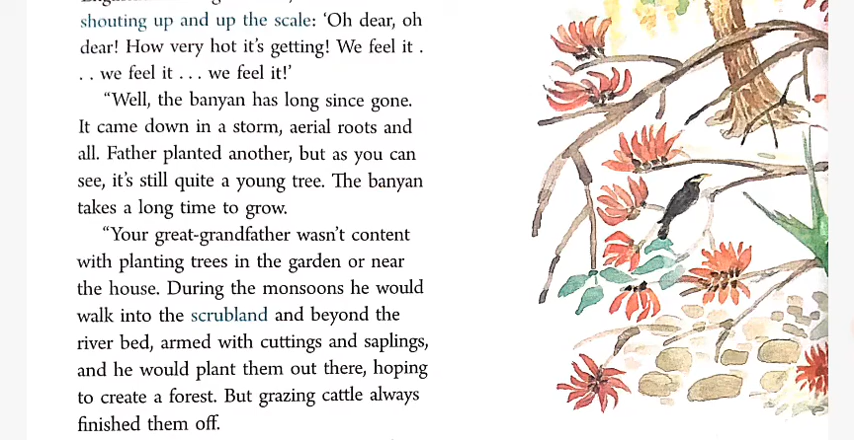 shouting up and up the scale: ‘Oh dear, oh
dear! How very hot it’s getting! We feel it .
. . we feel it . . . we feel it!’
“Well, the banyan has long since gone.
It came down in a storm, aerial roots and
all. Father planted another, but as you can
see, it’s still quite a young tree. The banyan
takes a long time to grow.
“Your great-grandfather wasn’t content
with planting trees in the garden or near
the house. During the monsoons he would
walk into the scrubland and beyond the
river bed, armed with cuttings and saplings,
and he would plant them out there, hoping
to create a forest. But grazing cattle always
finished them off.